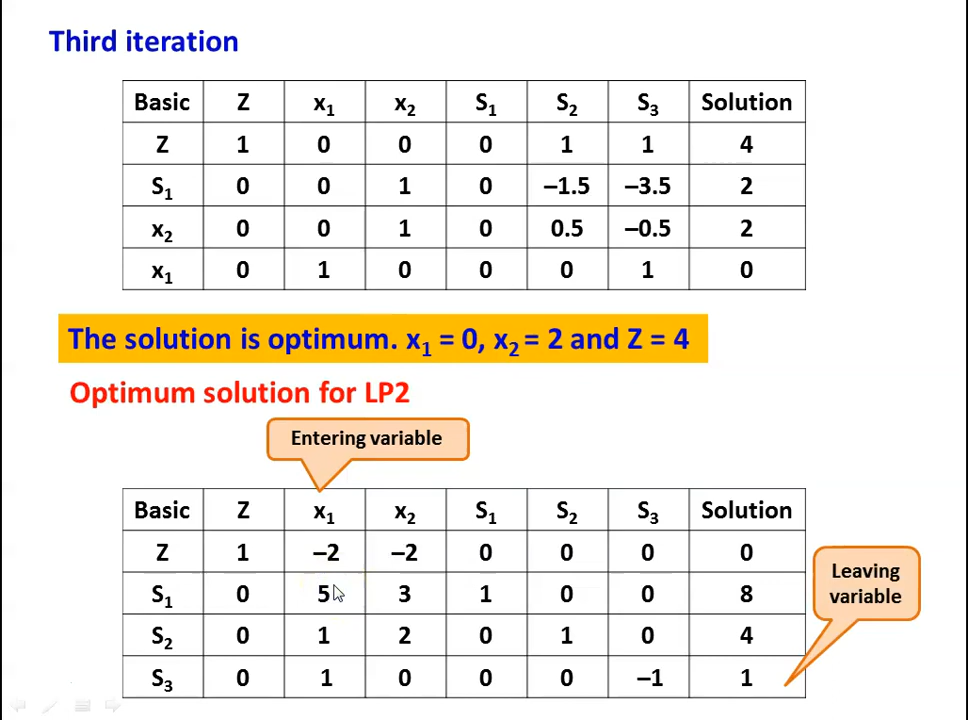 Third iteration
Basic Z x₁ x₂ S₁ S₂ S₃ Solution
Z 1 0 0 0 1 1 4
S₁ 0 0 1 0 –1.5 –3.5 2
x₂ 0 0 1 0 0.5 –0.5 2
x₁ 0 1 0 0 0 1 0
The solution is optimum. x₁ = 0, x₂ = 2 and Z = 4
Optimum solution for LP2
Entering variable
Basic Z x₁ x₂ S₁ S₂ S₃ Solution
Z 1 –2 –2 0 0 0 0
S₁ 0 5 3 1 0 0 8
S₂ 0 1 2 0 1 0 4
S₃ 0 1 0 0 0 –1 1
Leaving
variable